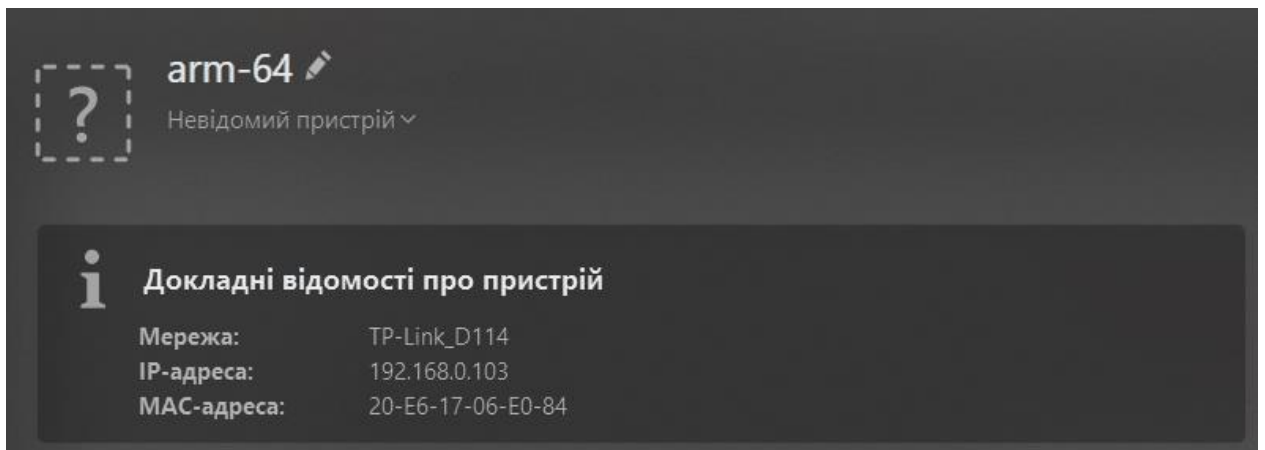 arm-64
Невідомий пристрій
Докладні відомості про пристрій
Мережа: TP-Link_D114
IP-адреса: 192.168.0.103
MAC-адреса: 20-E6-17-06-E0-84